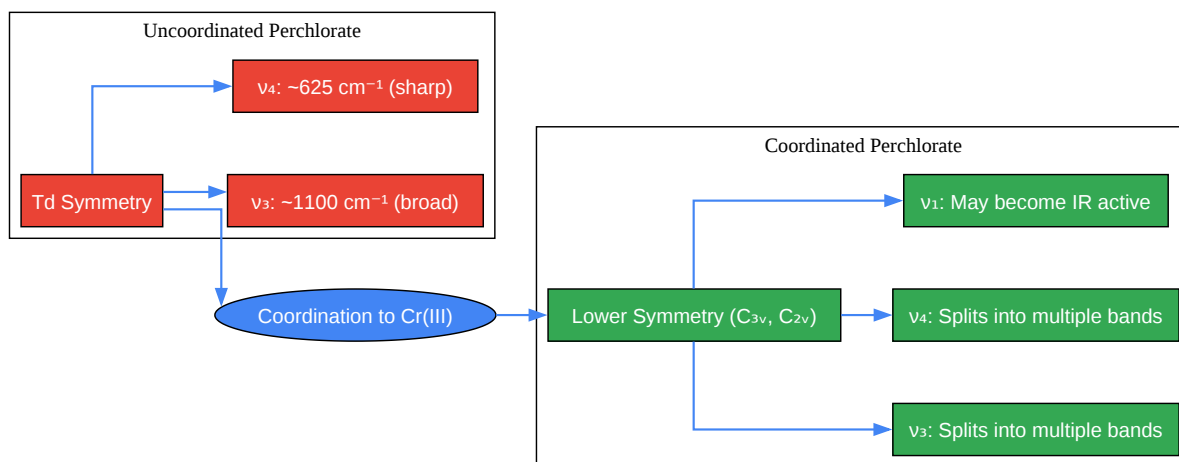 Uncoordinated Perchlorate
ν₄: ~625 cm⁻¹ (sharp)
Td Symmetry
ν₃: ~1100 cm⁻¹ (broad)
Coordination to Cr(III)
Coordinated Perchlorate
ν₁: May become IR active
Lower Symmetry (C₃ᵥ, C₂ᵥ)
ν₄: Splits into multiple bands
ν₃: Splits into multiple bands